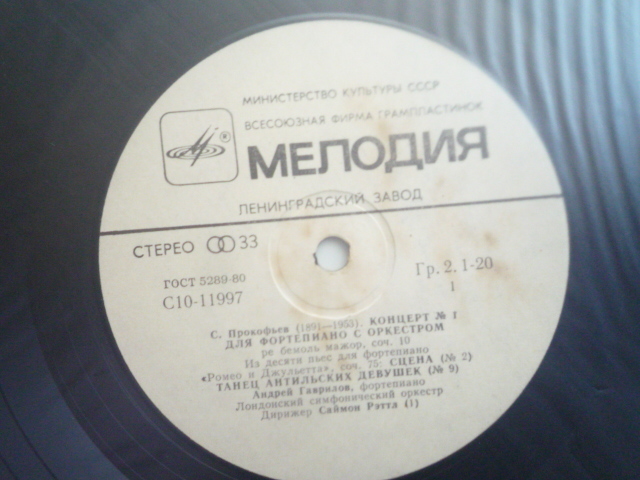 МИНИСТЕРСТВО КУЛЬТУРЫ СССР
ВСЕСОЮЗНАЯ ФИРМА ГРАМПЛАСТИНОК
МЕЛОДИЯ
ЛЕНИНГРАДСКИЙ ЗАВОД
СТЕРЕО 33
ГОСТ 5289-80
С10-11997
Гр. 2. 1-20
1
С. Прокофьев (1891—1953). КОНЦЕРТ № 1
ДЛЯ ФОРТЕПИАНО С ОРКЕСТРОМ
ре бемоль мажор, соч. 10
Из десяти пьес для фортепиано
«Ромео и Джульетта», соч. 75: СЦЕНА (№ 2)
ТАНЕЦ АНТИЛЬСКИХ ДЕВУШЕК (№ 9)
Андрей Гаврилов, фортепиано
Лондонский симфонический оркестр
Дирижер Саймон Рэттл (1)